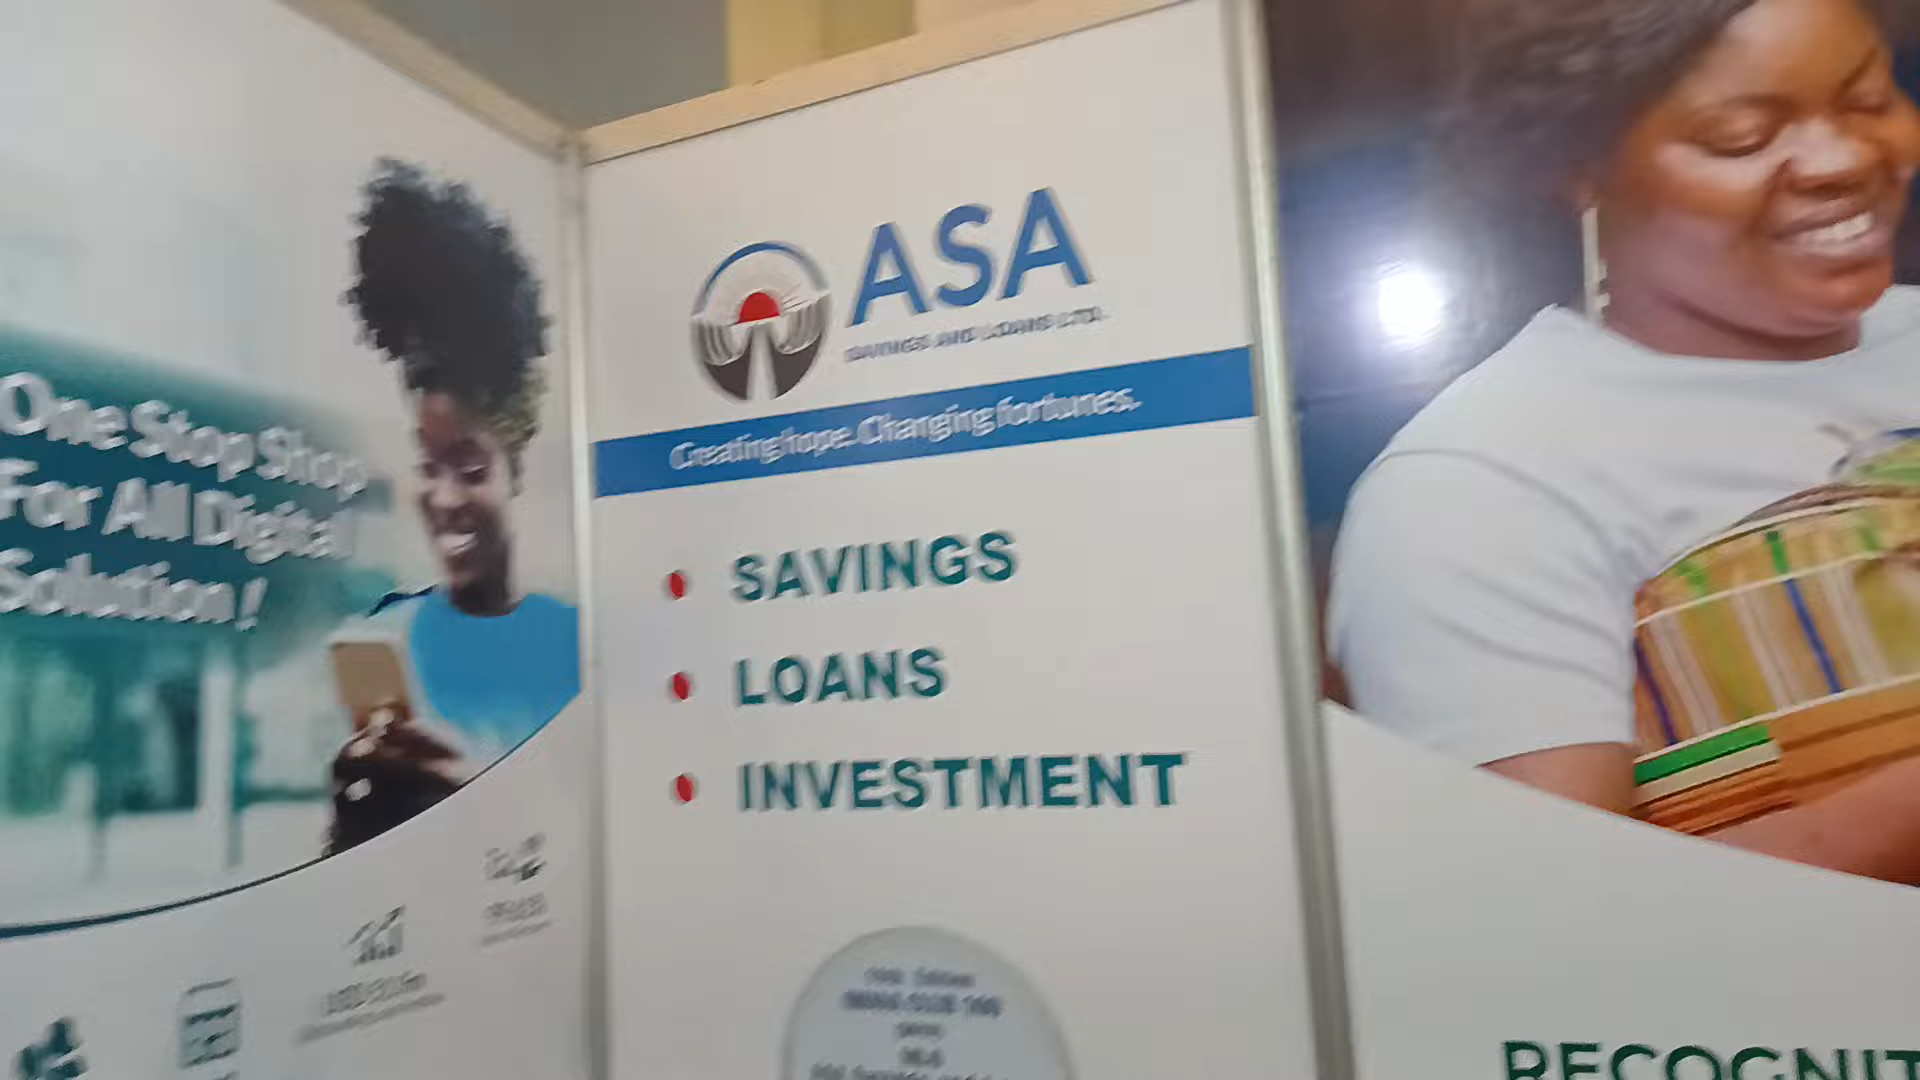 One Stop Shop
For All Digital
Solution!
ASA
SAVINGS AND LOANS LTD.
Creating hope. Changing fortunes.
SAVINGS
LOANS
INVESTMENT
RECOGNIT